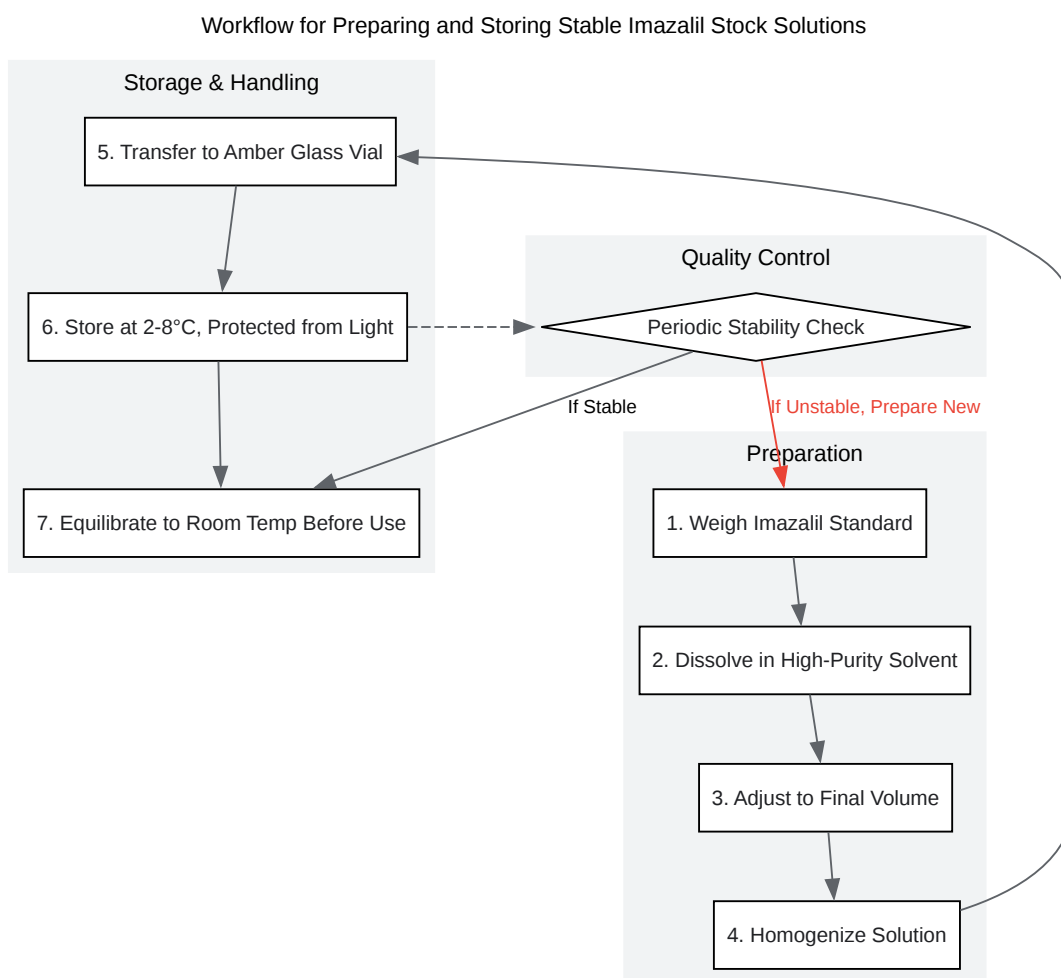 Workflow for Preparing and Storing Stable Imazalil Stock Solutions
Storage & Handling
5. Transfer to Amber Glass Vial
Quality Control
6. Store at 2-8°C, Protected from Light
Periodic Stability Check
If Stable
If Unstable, Prepare New
Preparation
7. Equilibrate to Room Temp Before Use
1. Weigh Imazalil Standard
2. Dissolve in High-Purity Solvent
3. Adjust to Final Volume
4. Homogenize Solution